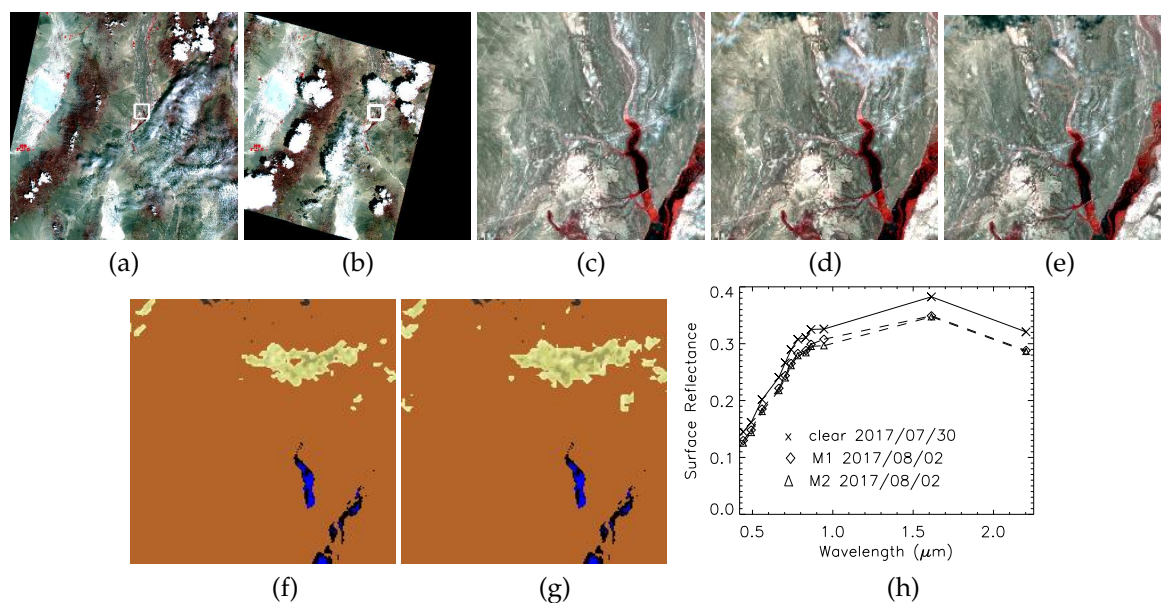 (a) (b) (c) (d) (e)
(f) (g) (h)
0.4
0.3
0.2
0.1
0.0
Surface Reflectance
× clear 2017/07/30
◇ M1 2017/08/02
△ M2 2017/08/02
0.5 1.0 1.5 2.0
Wavelength (μm)